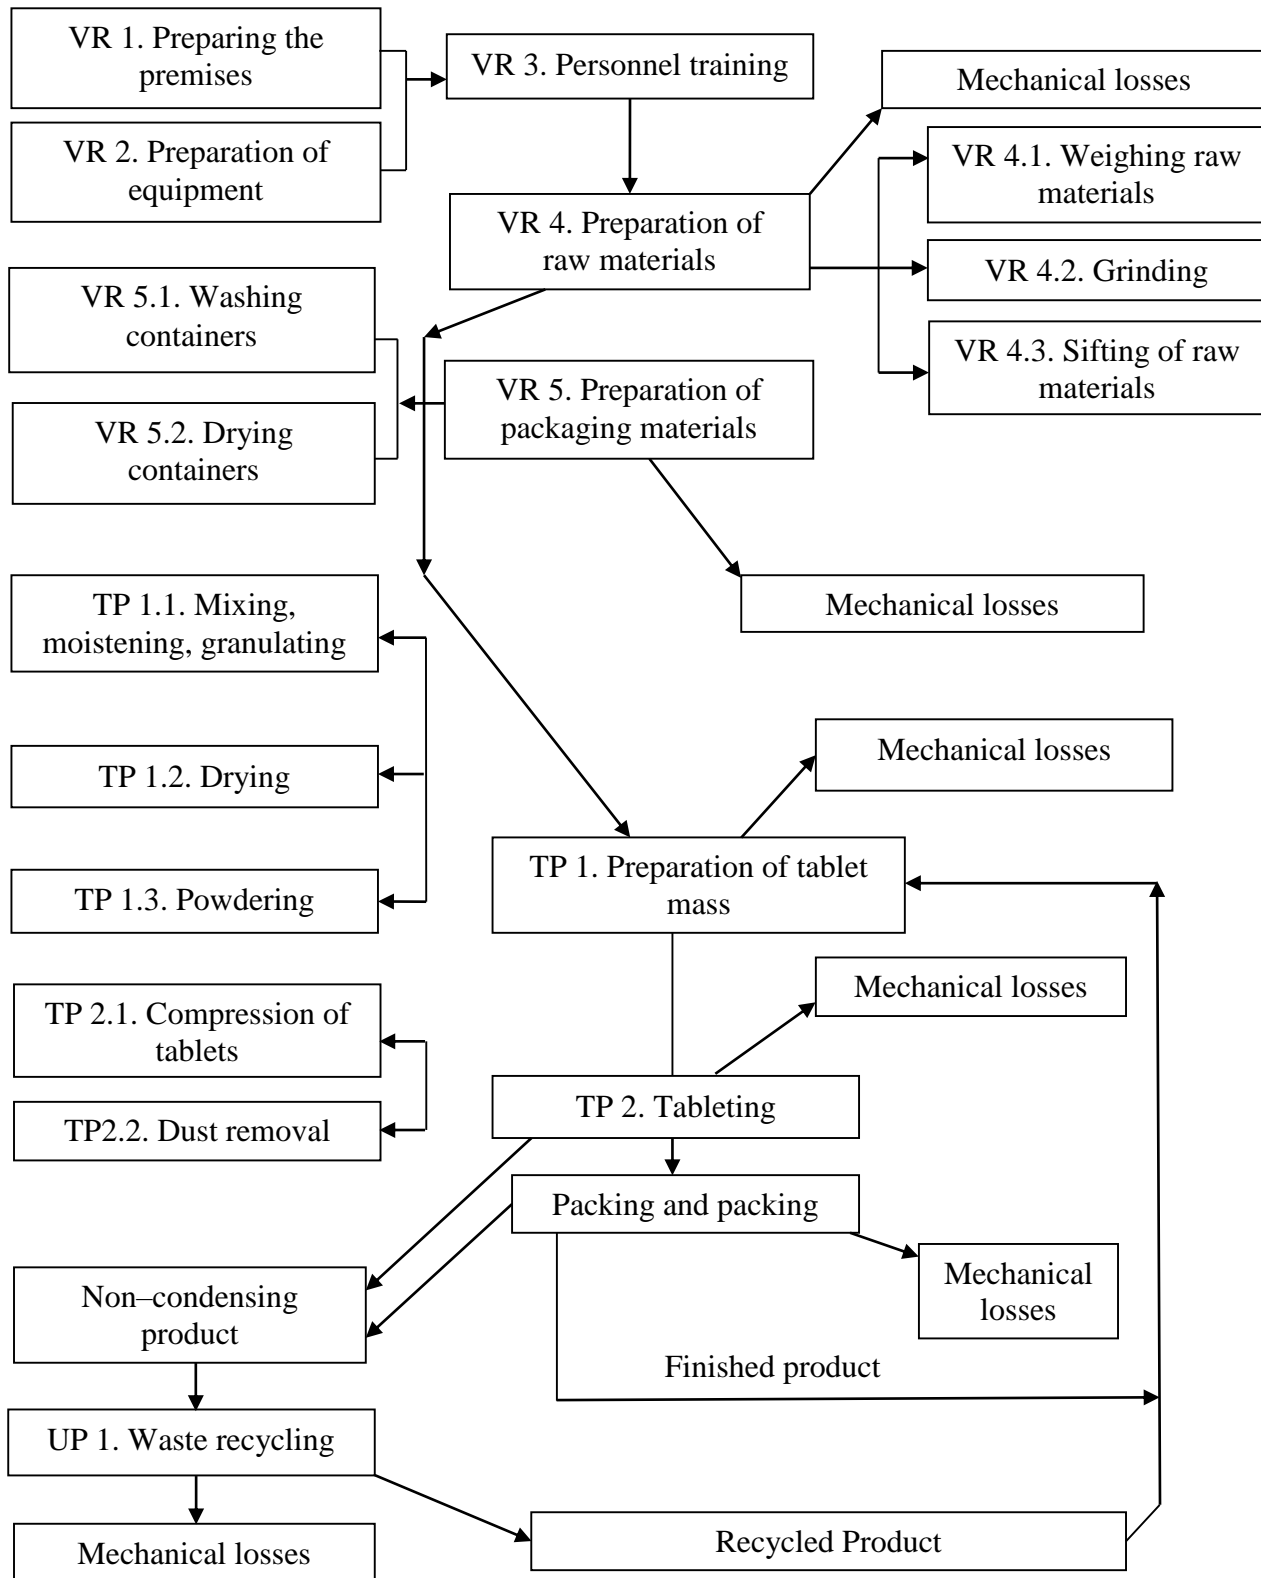 VR 1. Preparing the
premises
VR 3. Personnel training
Mechanical losses
VR 2. Preparation of
equipment
VR 4.1. Weighing raw
materials
VR 4. Preparation of
raw materials
VR 4.2. Grinding
VR 5.1. Washing
containers
VR 4.3. Sifting of raw
materials
VR 5. Preparation of
packaging materials
VR 5.2. Drying
containers
TP 1.1. Mixing,
moistening, granulating
Mechanical losses
Mechanical losses
TP 1.2. Drying
TP 1. Preparation of tablet
mass
TP 1.3. Powdering
Mechanical losses
TP 2.1. Compression of
tablets
TP 2. Tableting
TP2.2. Dust removal
Packing and packing
Mechanical
losses
Non–condensing
product
Finished product
UP 1. Waste recycling
Recycled Product
Mechanical losses